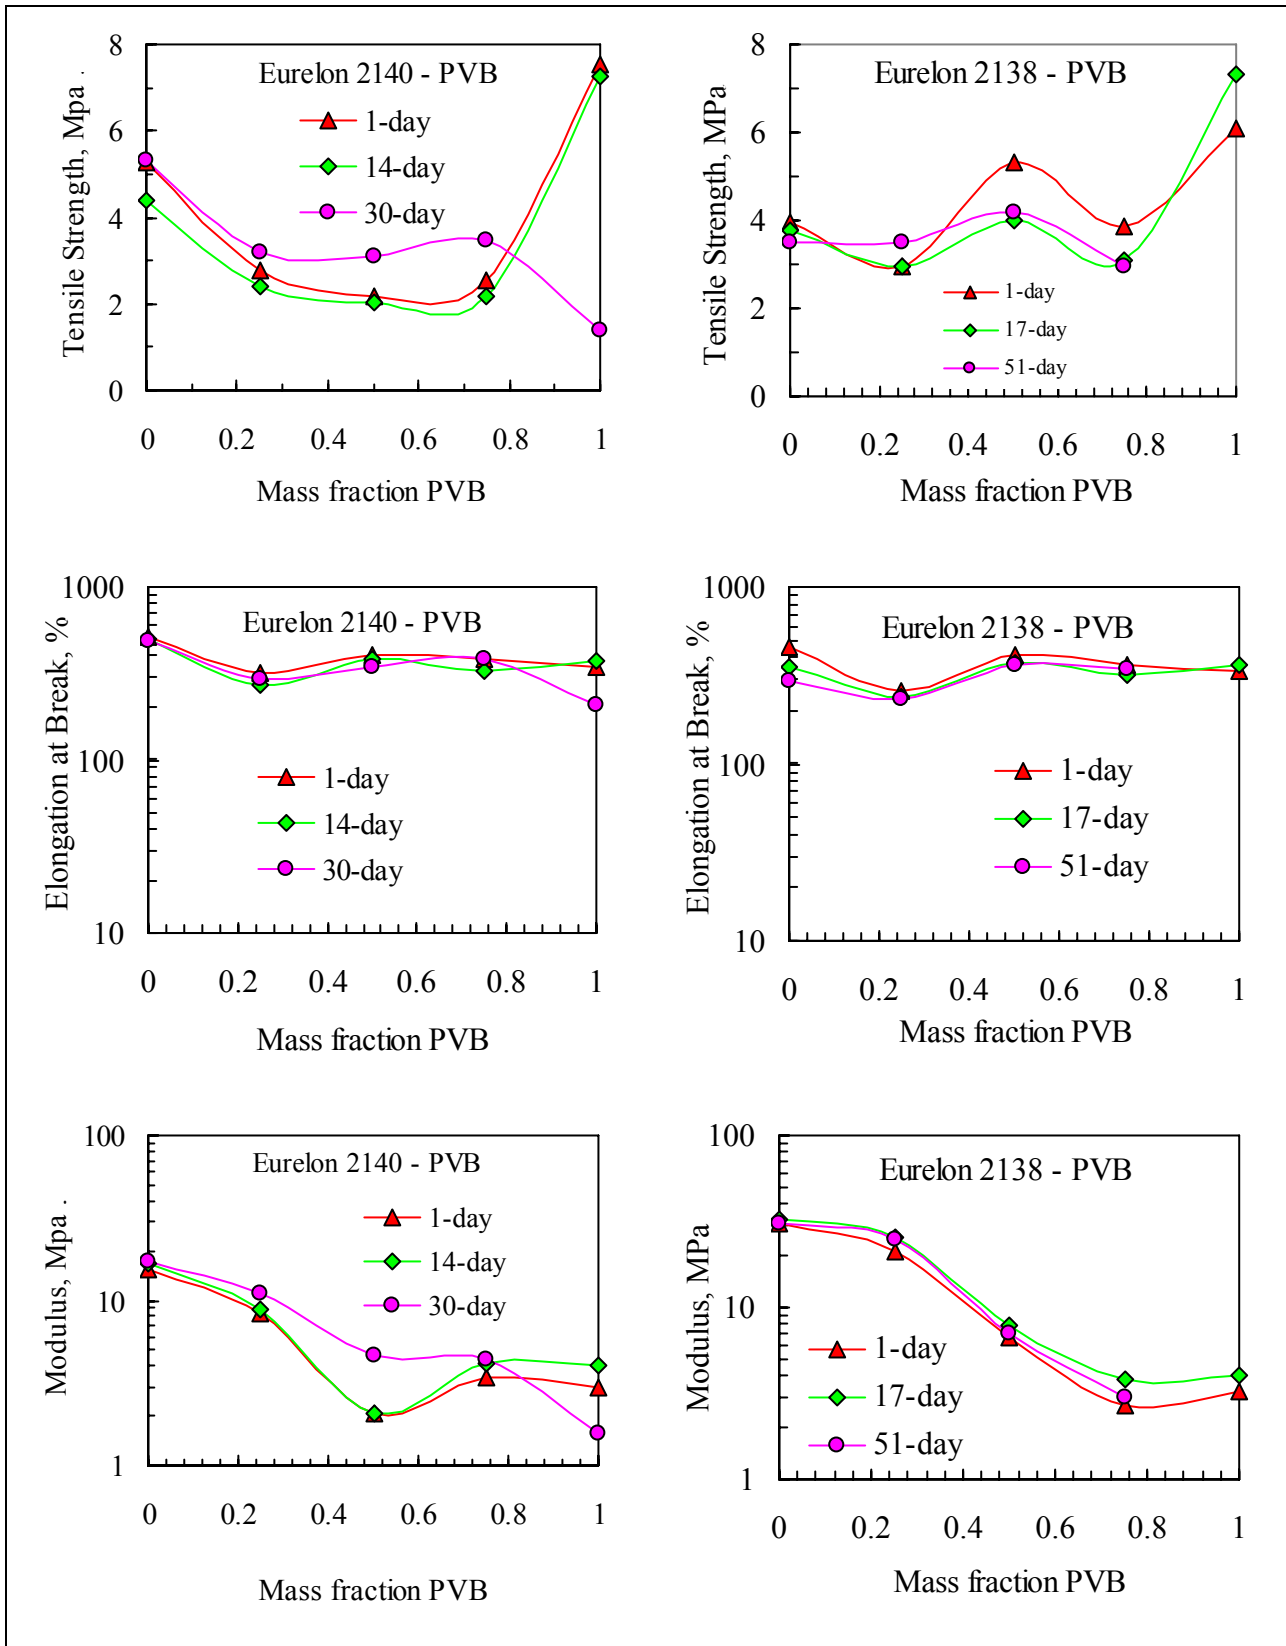 Tensile Strength, Mpa .
8
6
4
2
0
Eurelon 2140 - PVB
1-day
14-day
30-day
0 0.2 0.4 0.6 0.8 1
Mass fraction PVB
Tensile Strength, MPa
8
6
4
2
0
Eurelon 2138 - PVB
1-day
17-day
51-day
0 0.2 0.4 0.6 0.8 1
Mass fraction PVB
Elongation at Break, %
1000
100
10
Eurelon 2140 - PVB
1-day
14-day
30-day
0 0.2 0.4 0.6 0.8 1
Mass fraction PVB
Elongation at Break, %
1000
100
10
Eurelon 2138 - PVB
1-day
17-day
51-day
0 0.2 0.4 0.6 0.8 1
Mass fraction PVB
Modulus, Mpa .
100
10
1
Eurelon 2140 - PVB
1-day
14-day
30-day
0 0.2 0.4 0.6 0.8 1
Mass fraction PVB
Modulus, MPa
100
10
1
Eurelon 2138 - PVB
1-day
17-day
51-day
0 0.2 0.4 0.6 0.8 1
Mass fraction PVB